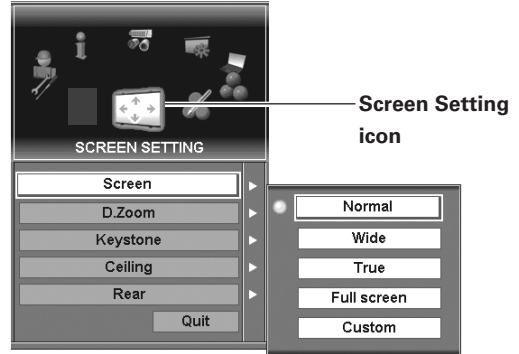 Screen Setting
icon
SCREEN SETTING
Screen
D.Zoom
Keystone
Ceiling
Rear
Quit
Normal
Wide
True
Full screen
Custom